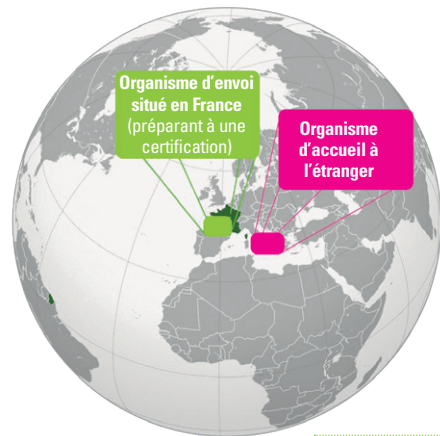 Organisme d’envoi
situé en France
(préparant à une
certification)
Organisme
d’accueil à
l’étranger